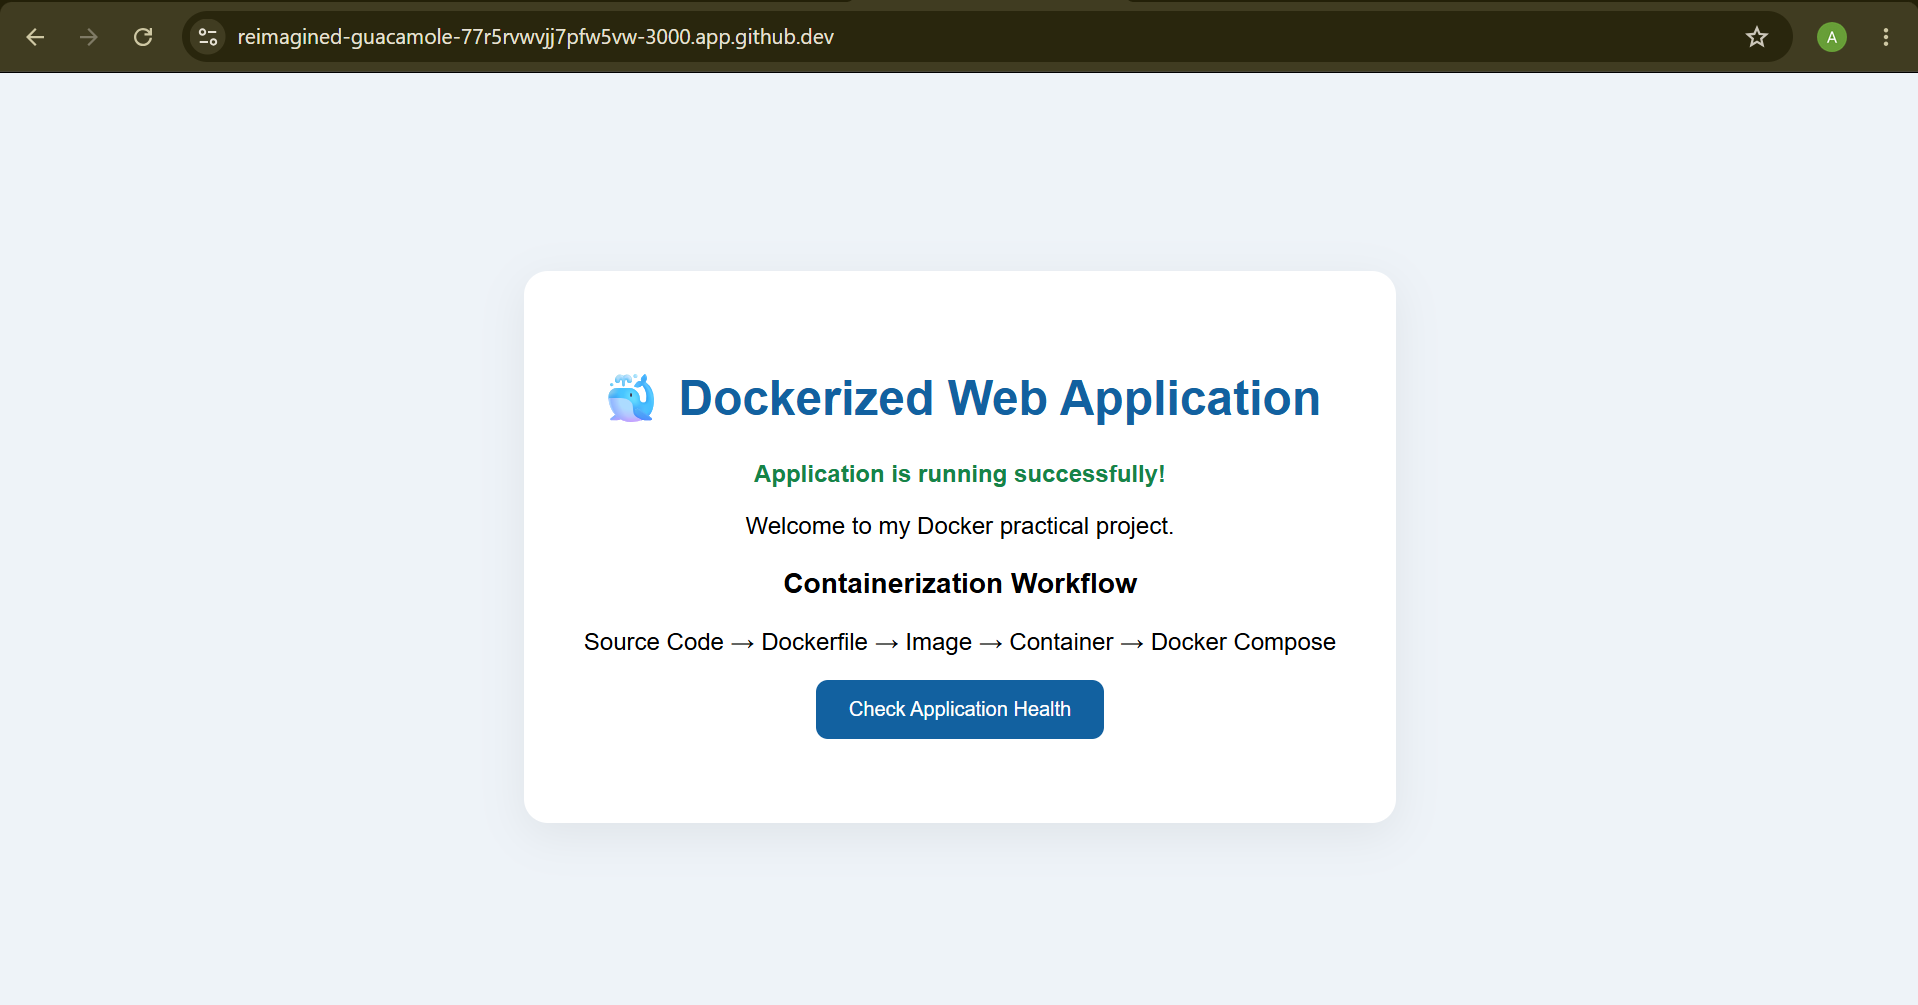 reimagined-guacamole-77r5rvwvjj7pfw5vw-3000.app.github.dev
A
Dockerized Web Application
Application is running successfully!
Welcome to my Docker practical project.
Containerization Workflow
Source Code → Dockerfile → Image → Container → Docker Compose
Check Application Health